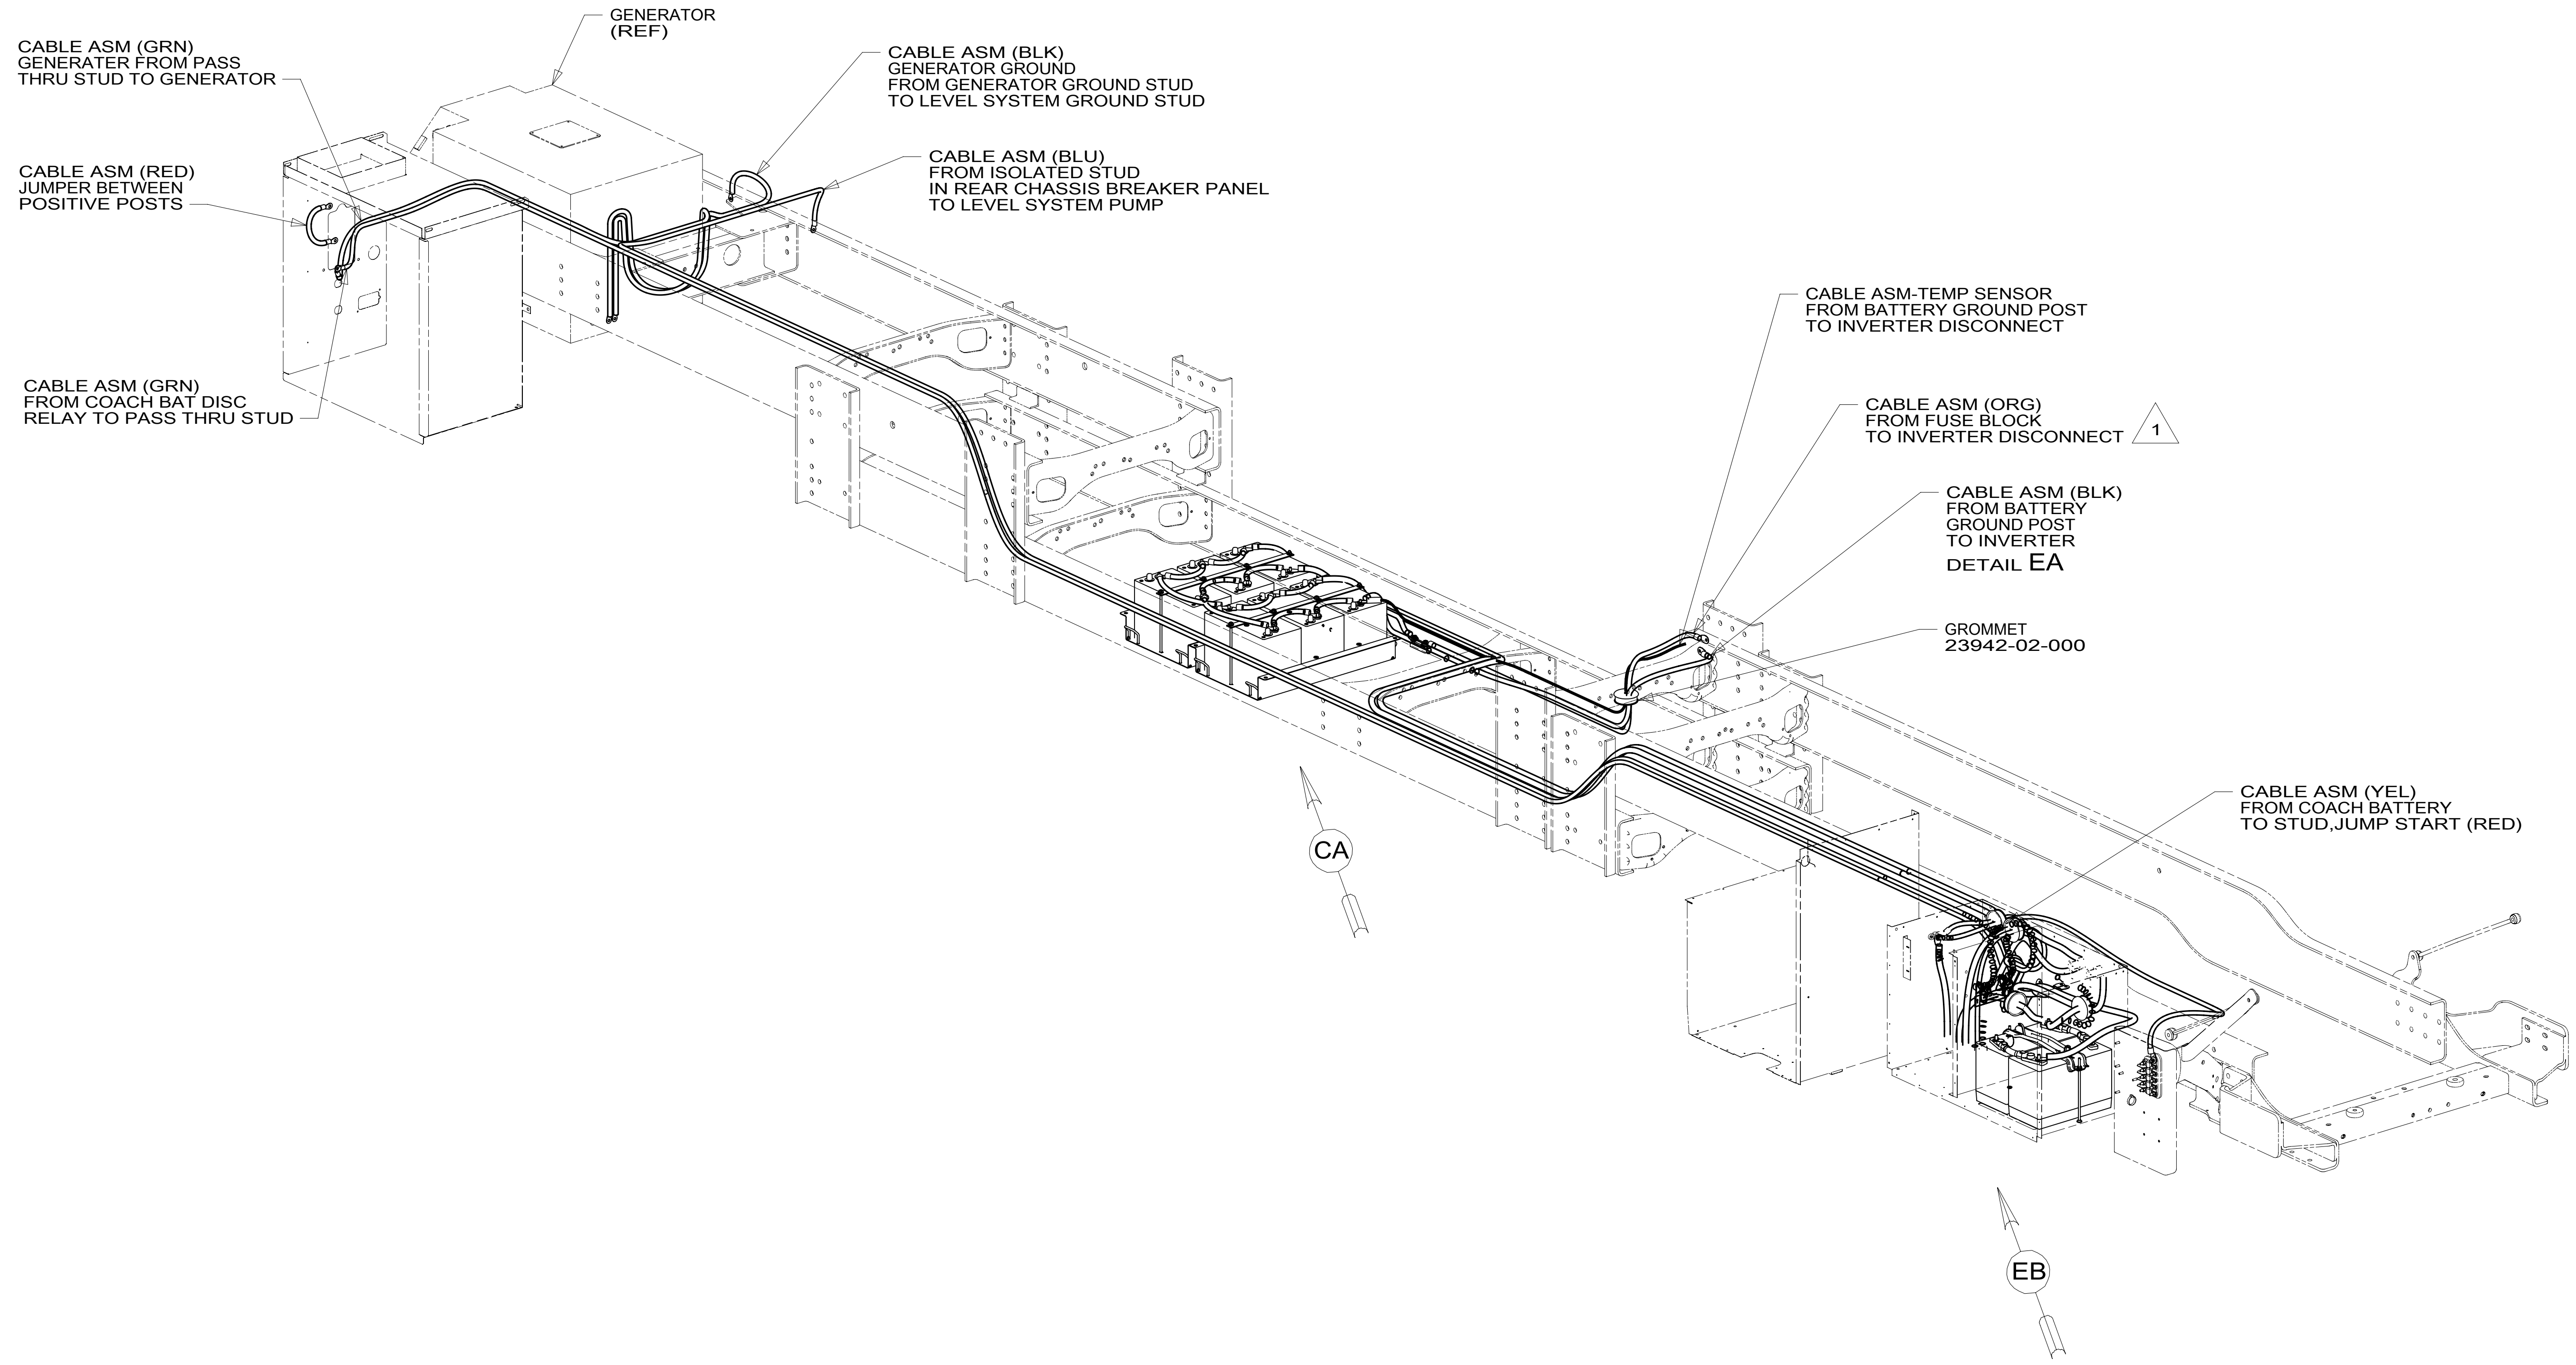 GENERATOR
(REF)
CABLE ASM (GRN)
GENERATER FROM PASS
THRU STUD TO GENERATOR
CABLE ASM (BLK)
GENERATOR GROUND
FROM GENERATOR GROUND STUD
TO LEVEL SYSTEM GROUND STUD
CABLE ASM (RED)
JUMPER BETWEEN
POSITIVE POSTS
CABLE ASM (BLU)
FROM ISOLATED STUD
IN REAR CHASSIS BREAKER PANEL
TO LEVEL SYSTEM PUMP
CABLE ASM-TEMP SENSOR
FROM BATTERY GROUND POST
TO INVERTER DISCONNECT
CABLE ASM (GRN)
FROM COACH BAT DISC
RELAY TO PASS THRU STUD
CABLE ASM (ORG)
FROM FUSE BLOCK
TO INVERTER DISCONNECT 1
CABLE ASM (BLK)
FROM BATTERY
GROUND POST
TO INVERTER
DETAIL EA
GROMMET
23942-02-000
CABLE ASM (YEL)
FROM COACH BATTERY
TO STUD,JUMP START (RED)
CA
EB